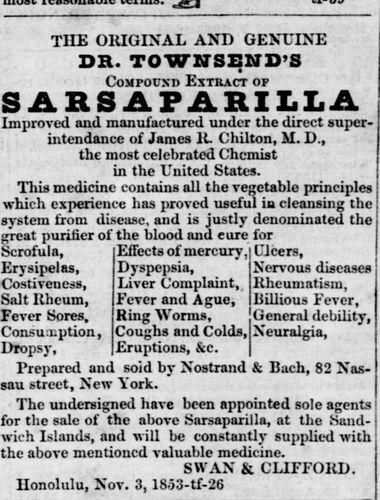 most reasonable terms. tf-39
THE ORIGINAL AND GENUINE
DR. TOWNSEND'S
COMPOUND EXTRACT OF
SARSAPARILLA
Improved and manufactured under the direct super-
intendance of James R. Chilton, M. D.,
the most celebrated Chemist
in the United States.
This medicine contains all the vegetable principles
which experience has proved useful in cleansing the
system from disease, and is justly denominated the
great purifier of the blood and cure for
Scrofula, Effects of mercury, Ulcers,
Erysipelas, Dyspepsia, Nervous diseases
Costiveness, Liver Complaint, Rheumatism,
Salt Rheum, Fever and Ague, Billious Fever,
Fever Sores, Ring Worms, General debility,
Consumption, Coughs and Colds, Neuralgia,
Dropsy, Eruptions, &c.
Prepared and sold by Nostrand & Bach, 82 Nas-
sau street, New York.
The undersigned have been appointed sole agents
for the sale of the above Sarsaparilla, at the Sand-
wich Islands, and will be constantly supplied with
the above mentioned valuable medicine.
SWAN & CLIFFORD.
Honolulu, Nov. 3, 1853-tf-26